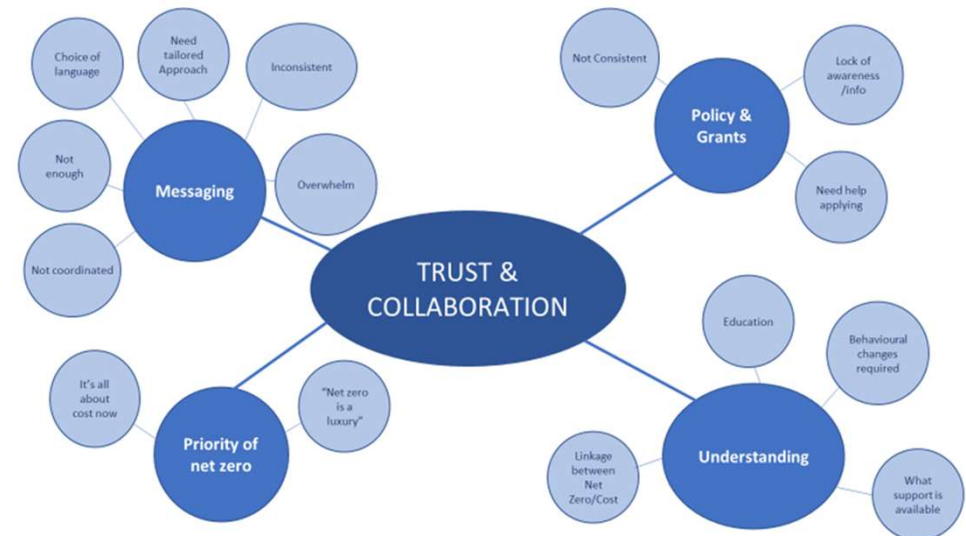 Choice of
language
Need
tailored
Approach
Inconsistent
Not
enough
Messaging
Overwhelm
Not coordinated
Not Consistent
Policy &
Grants
Lock of
awareness
/info
Need help
applying
TRUST &
COLLABORATION
It's all
about
cost now
"Net zero
is a
luxury"
Priority of
net zero
Education
Behavioural
changes
required
Linkage
between
Net
Zero/Cost
Understanding
What
support is
available